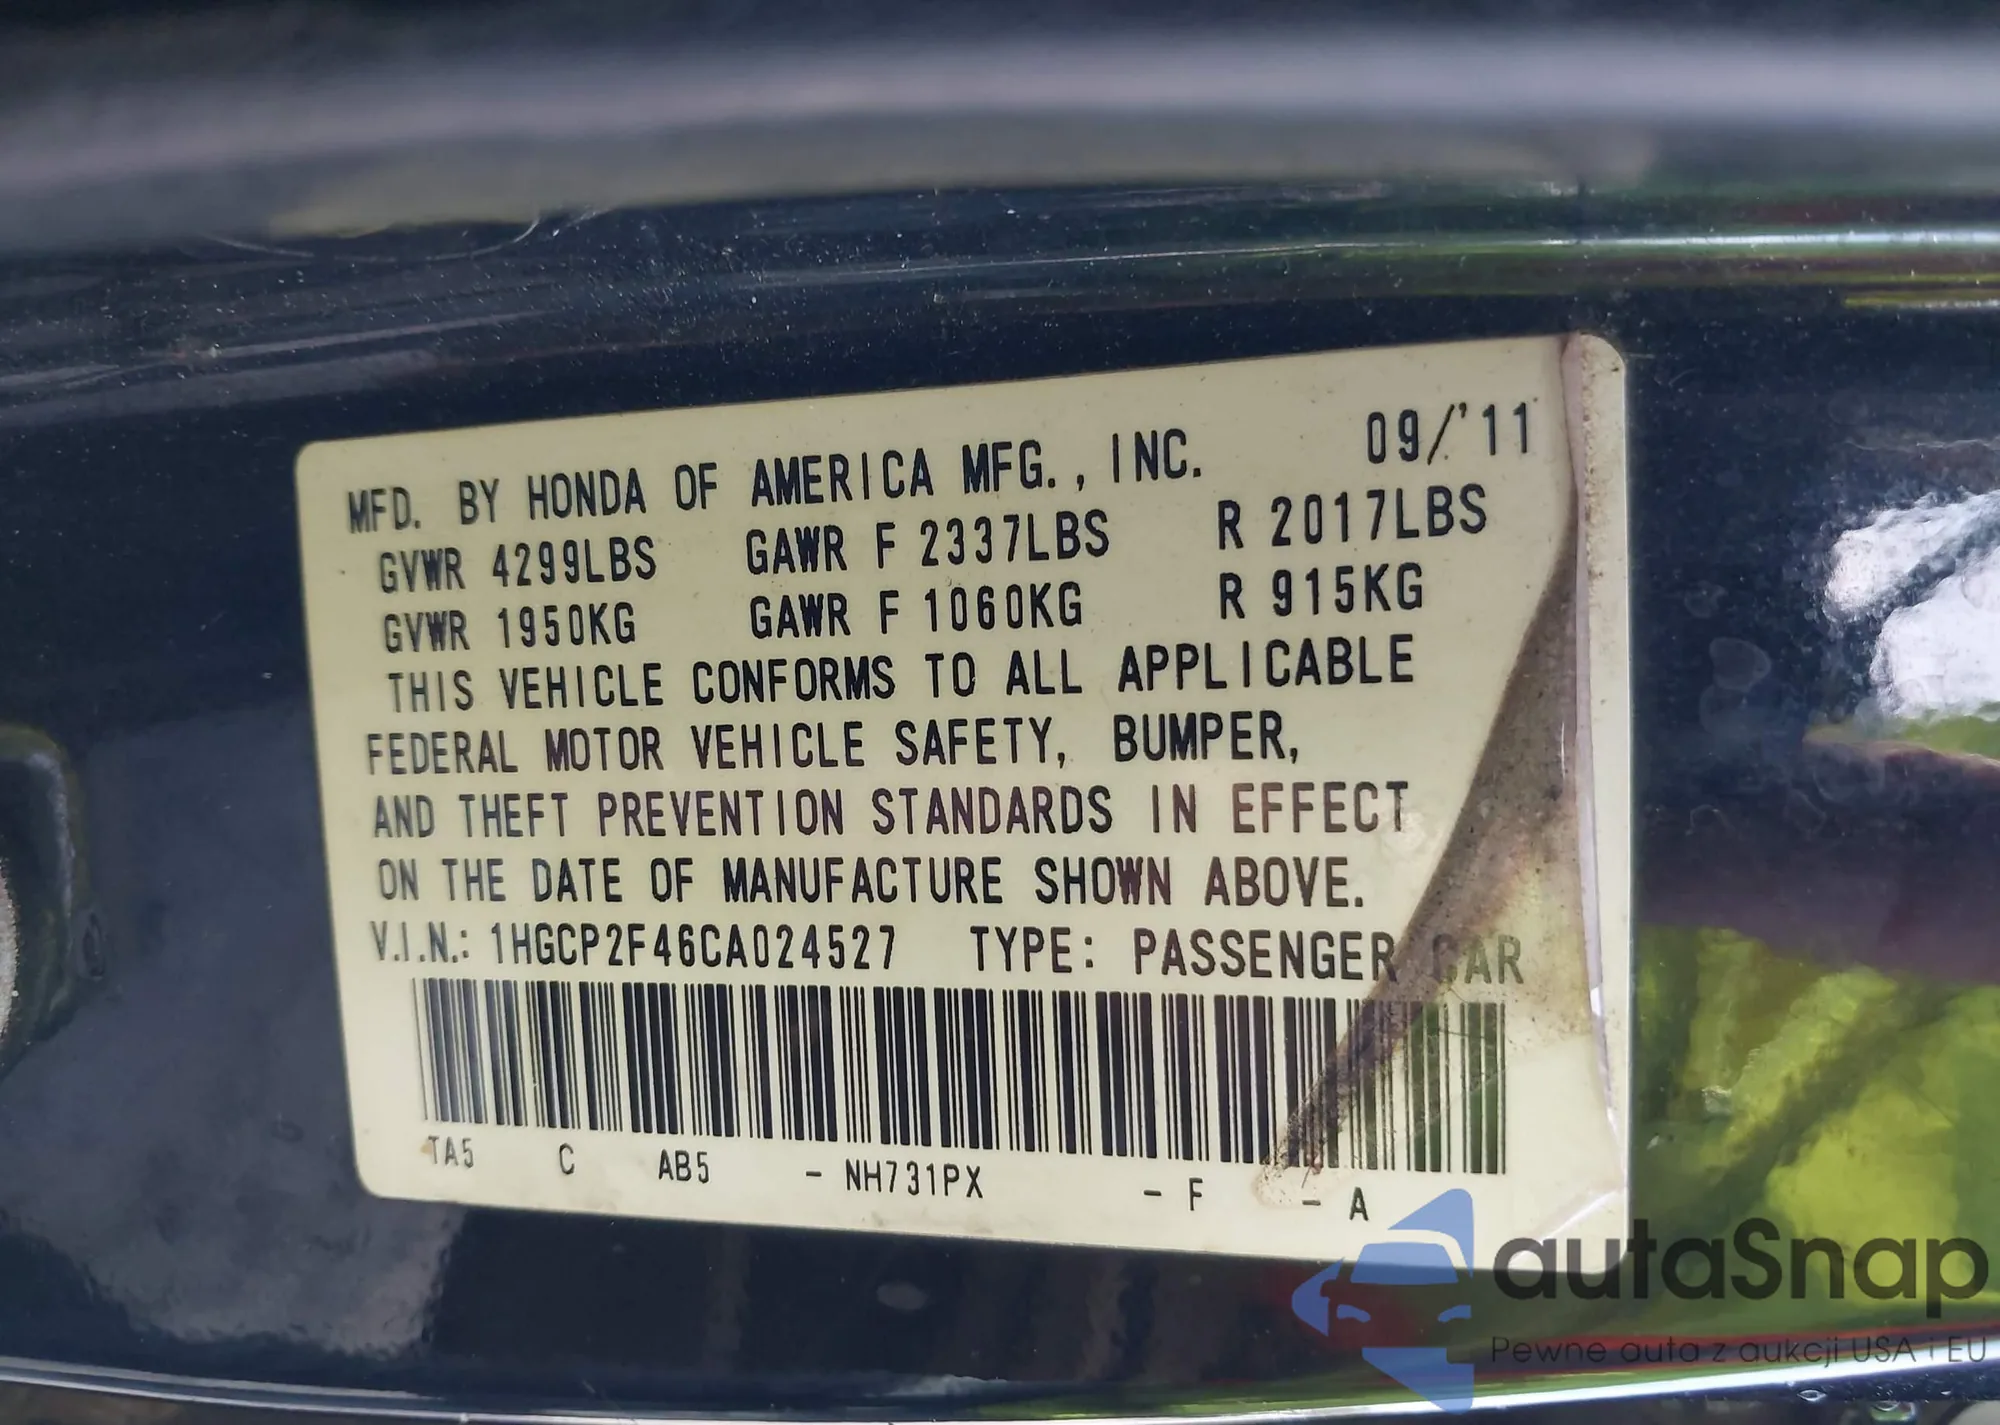 MFD. BY HONDA OF AMERICA MFG., INC. 09/'11
GVWR 4299LBS GAWR F 2337LBS R 2017LBS
GVWR 1950KG GAWR F 1060KG R 915KG
THIS VEHICLE CONFORMS TO ALL APPLICABLE
FEDERAL MOTOR VEHICLE SAFETY, BUMPER,
AND THEFT PREVENTION STANDARDS IN EFFECT
ON THE DATE OF MANUFACTURE SHOWN ABOVE.
V.I.N.: 1HGCP2F46CA024527 TYPE: PASSENGER CAR
TA5 C AB5 - NH731PX - F - A
autaSnap
Pewne auta z aukcji USA i EU